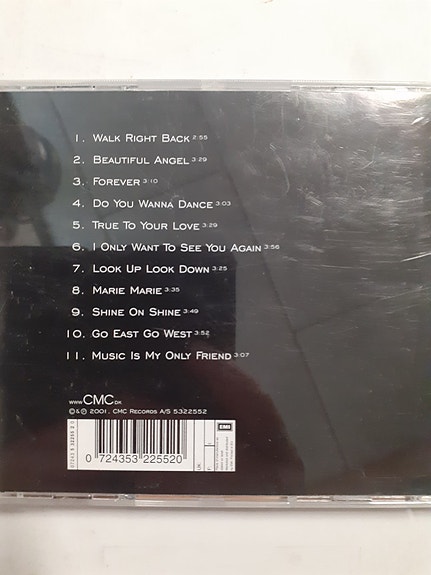 1. Walk Right Back 2:55
2. Beautiful Angel 3:29
3. Forever 3:10
4. Do You Wanna Dance 3:03
5. True To Your Love 3:29
6. I Only Want To See You Again 3:56
7. Look Up Look Down 3:25
8. Marie Marie 3:35
9. Shine On Shine 3:49
10. Go East Go West 3:52
11. Music Is My Only Friend 3:07
www.CMC.dk
©&℗ 2001. CMC Records A/S 5322552
EMI
0 724353 225520